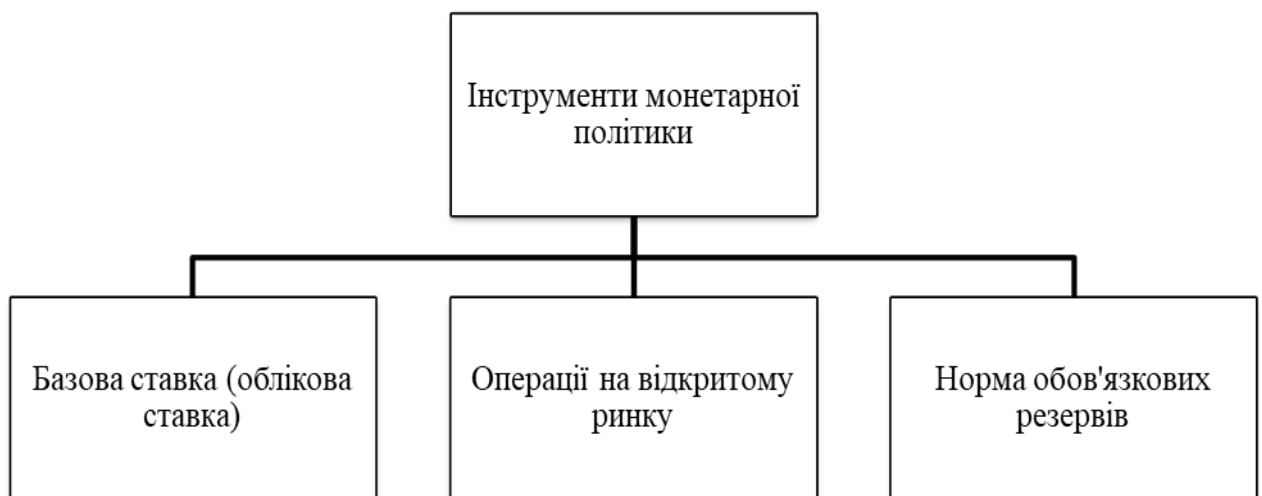 Інструменти монетарної
політики
Базова ставка (облікова
ставка)
Операції на відкритому
ринку
Норма обов'язкових
резервів